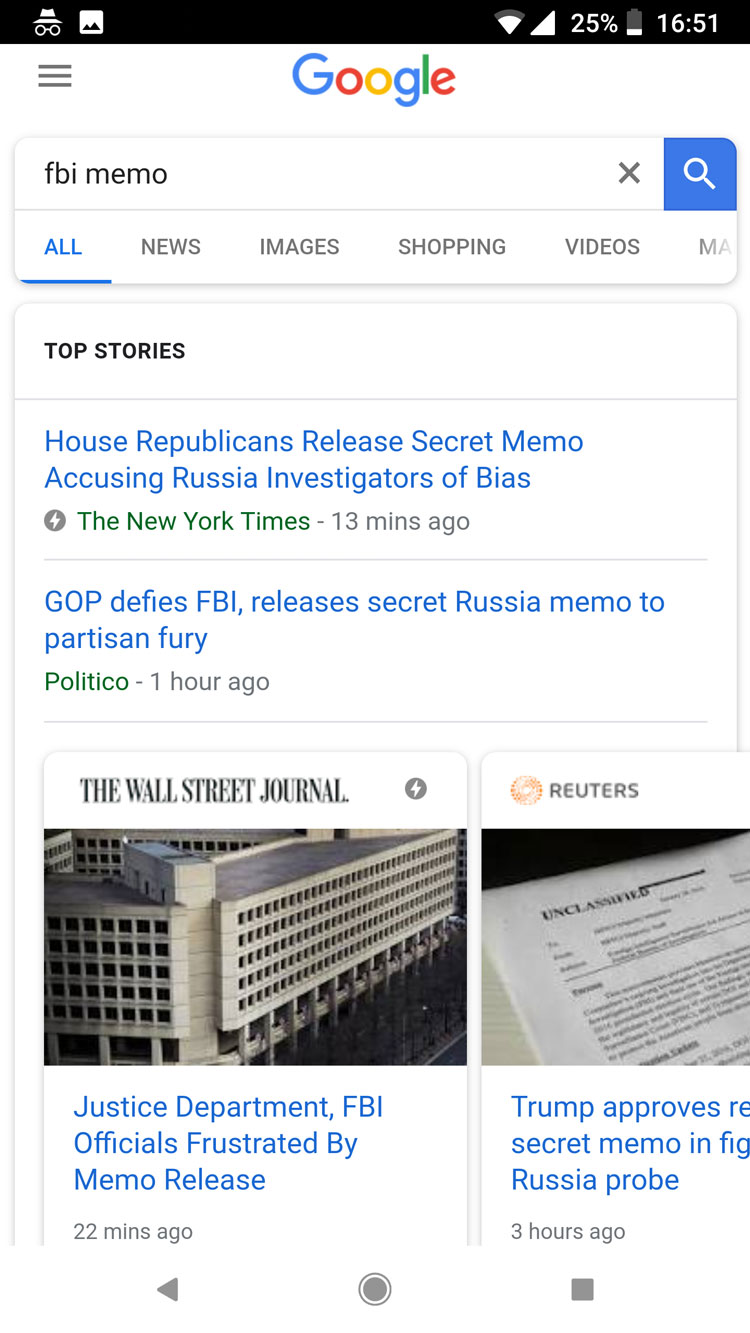 25% 16:51
Google
fbi memo
ALL NEWS IMAGES SHOPPING VIDEOS MA
TOP STORIES
House Republicans Release Secret Memo
Accusing Russia Investigators of Bias
The New York Times - 13 mins ago
GOP defies FBI, releases secret Russia memo to
partisan fury
Politico - 1 hour ago
THE WALL STREET JOURNAL.
Justice Department, FBI
Officials Frustrated By
Memo Release
22 mins ago
REUTERS
UNCLASSIFIED
Trump approves re
secret memo in fig
Russia probe
3 hours ago